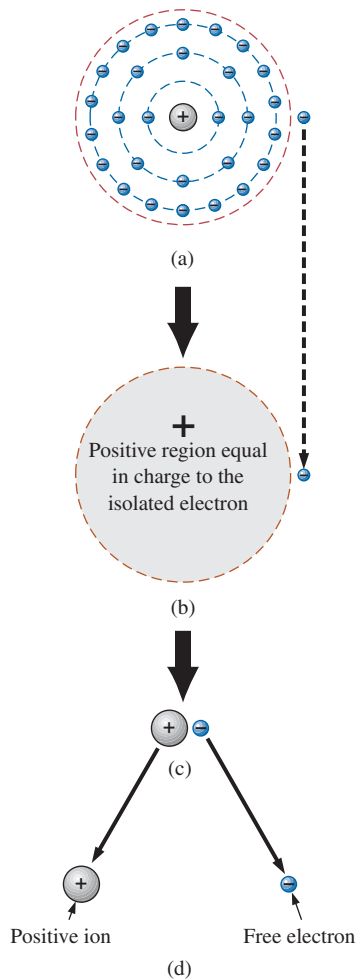 (a)
+
Positive region equal
in charge to the
isolated electron
(b)
(c)
Positive ion
Free electron
(d)